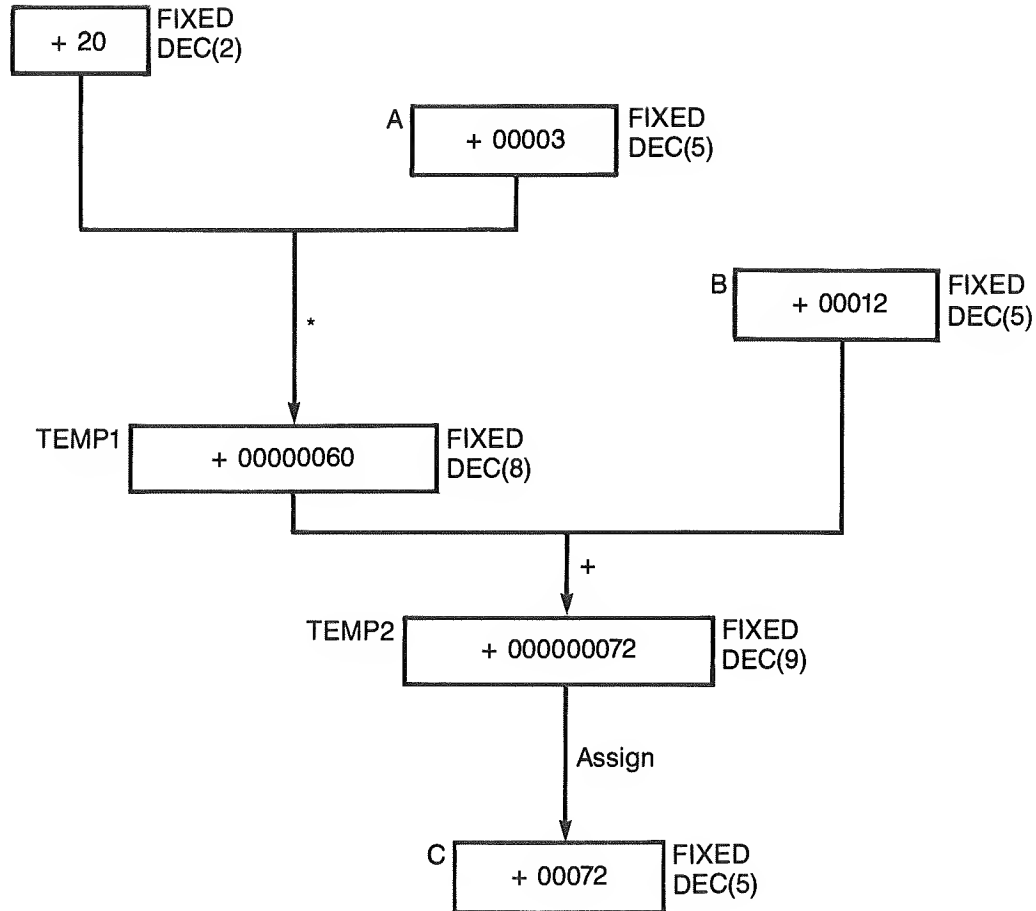 + 20
FIXED
DEC(2)
A
+ 00003
FIXED
DEC(5)
B
+ 00012
FIXED
DEC(5)
*
TEMP1
+ 00000060
FIXED
DEC(8)
+
TEMP2
+ 000000072
FIXED
DEC(9)
Assign
C
+ 00072
FIXED
DEC(5)